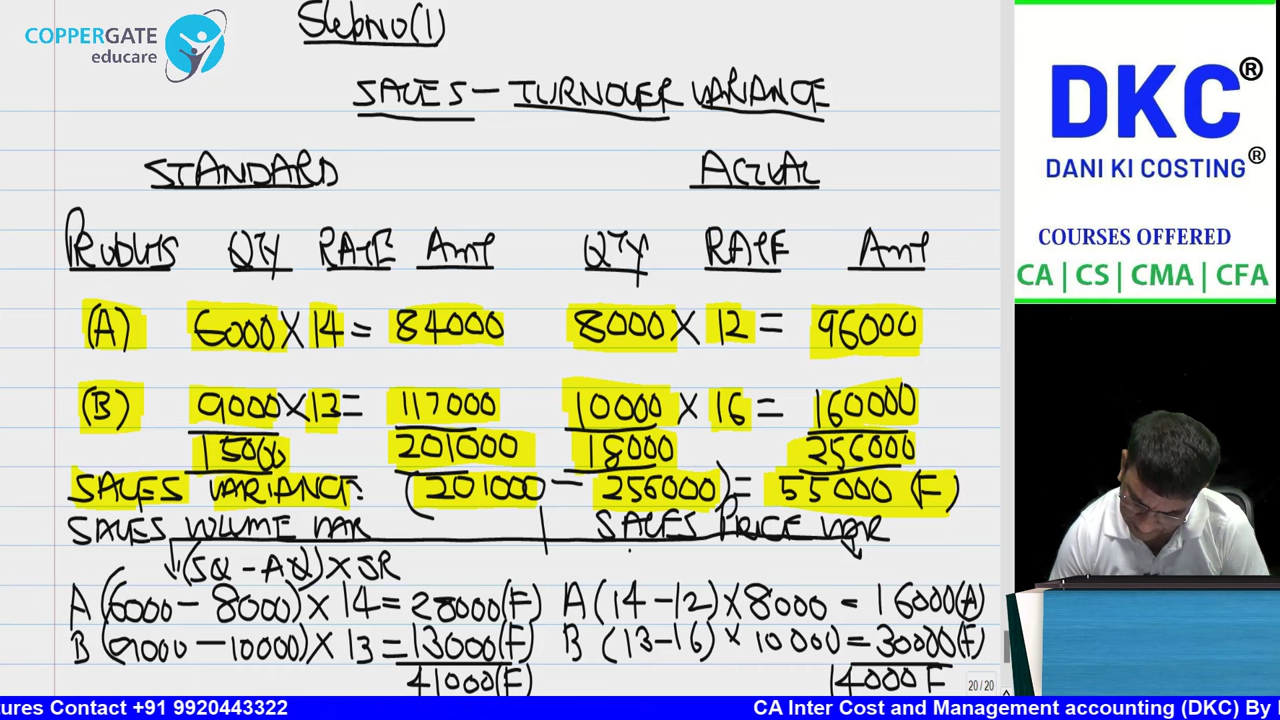 COPPERGATE
educare
StepNo(1)
SALES - TURNOVER VARIANCE
STANDARD ACTUAL
PRODUCTS QTY RATE Amt QTY RATE Amt
(A) 6000 X 14 = 84000 8000 X 12 = 96000
(B) 9000 X 13 = 117000 10000 X 16 = 160000
15000 201000 18000 256000
SALES VARIANCE: (201000 - 256000) = 55000 (F)
SALES VOLUME VAR SALES PRICE VAR
(SQ - AQ) X SR
A (6000 - 8000) X 14 = 28000(F) A (14 - 12) X 8000 = 16000(A)
B (9000 - 10000) X 13 = 13000(F) B (13 - 16) X 10000 = 30000(F)
41000(F) 14000 F
20 / 20
DKC®
DANI KI COSTING®
COURSES OFFERED
CA | CS | CMA | CFA
tures Contact +91 9920443322 CA Inter Cost and Management accounting (DKC) By